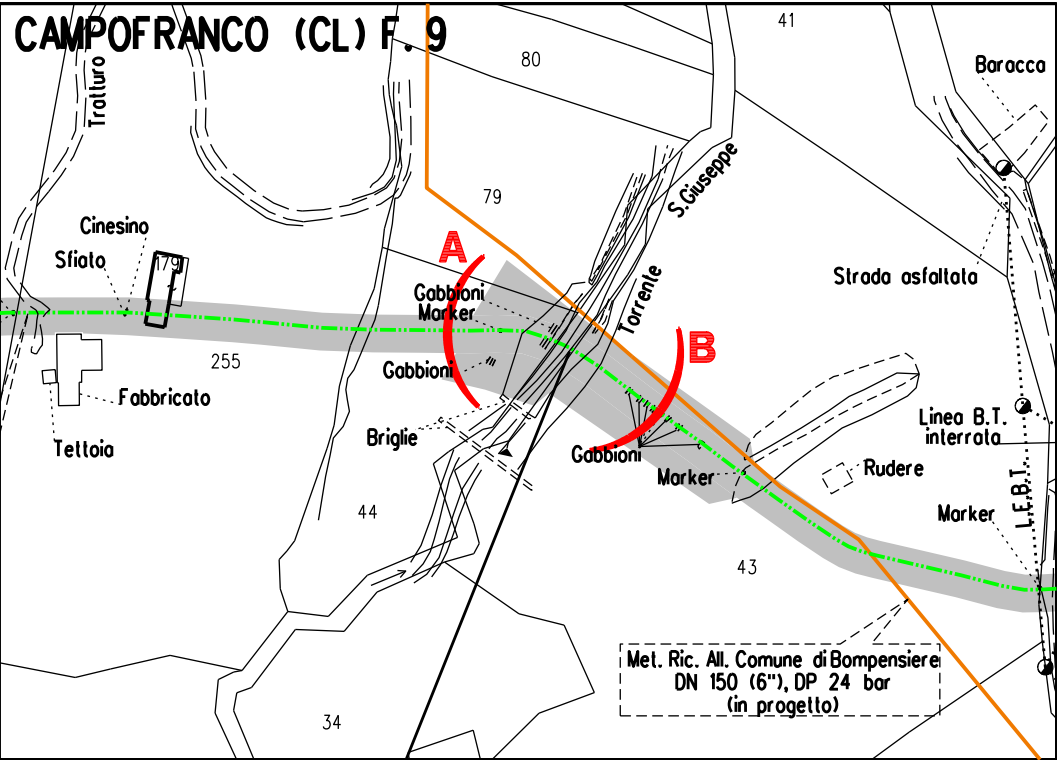 CAMPOFRANCO (CL) F. 9
41
80
Baracca
Tratturo
S.Giuseppe
79
Cinesino
Sfiato
179
A
Strada asfaltata
Gabbioni
Marker
Torrente
B
255
Gabbioni
Fabbricato
Linea B.T.
interrata
Briglie
Tettoia
Gabbioni
Marker
Rudere
L.E.B.T.
44
Marker
43
Met. Ric. All. Comune di Bompensiere
DN 150 (6"), DP 24 bar
(in progetto)
34